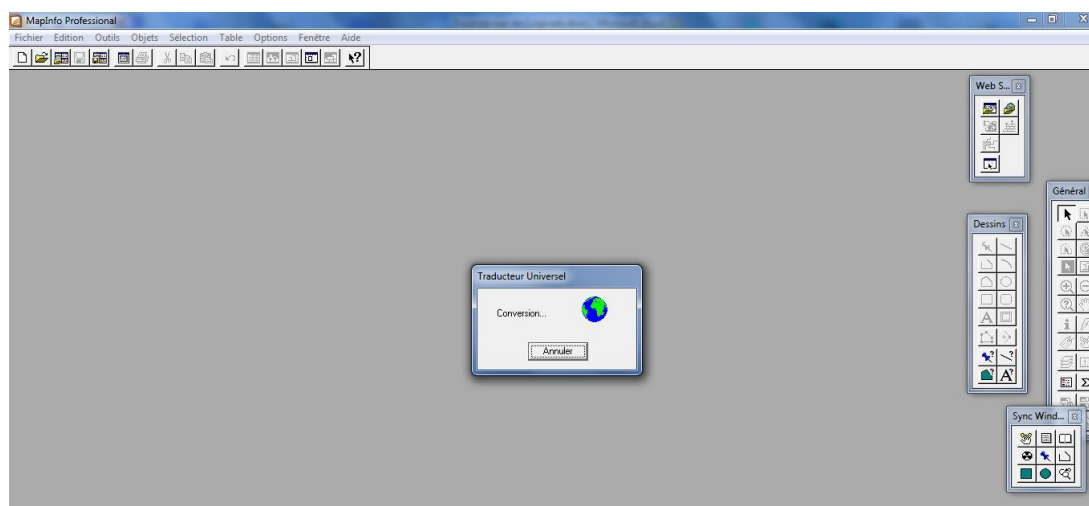 MapInfo Professional
Fichier Edition Outils Objets Sélection Table Options Fenêtre Aide
Web S...
Général
Dessins
Traducteur Universel
Conversion...
Annuler
Sync Wind...